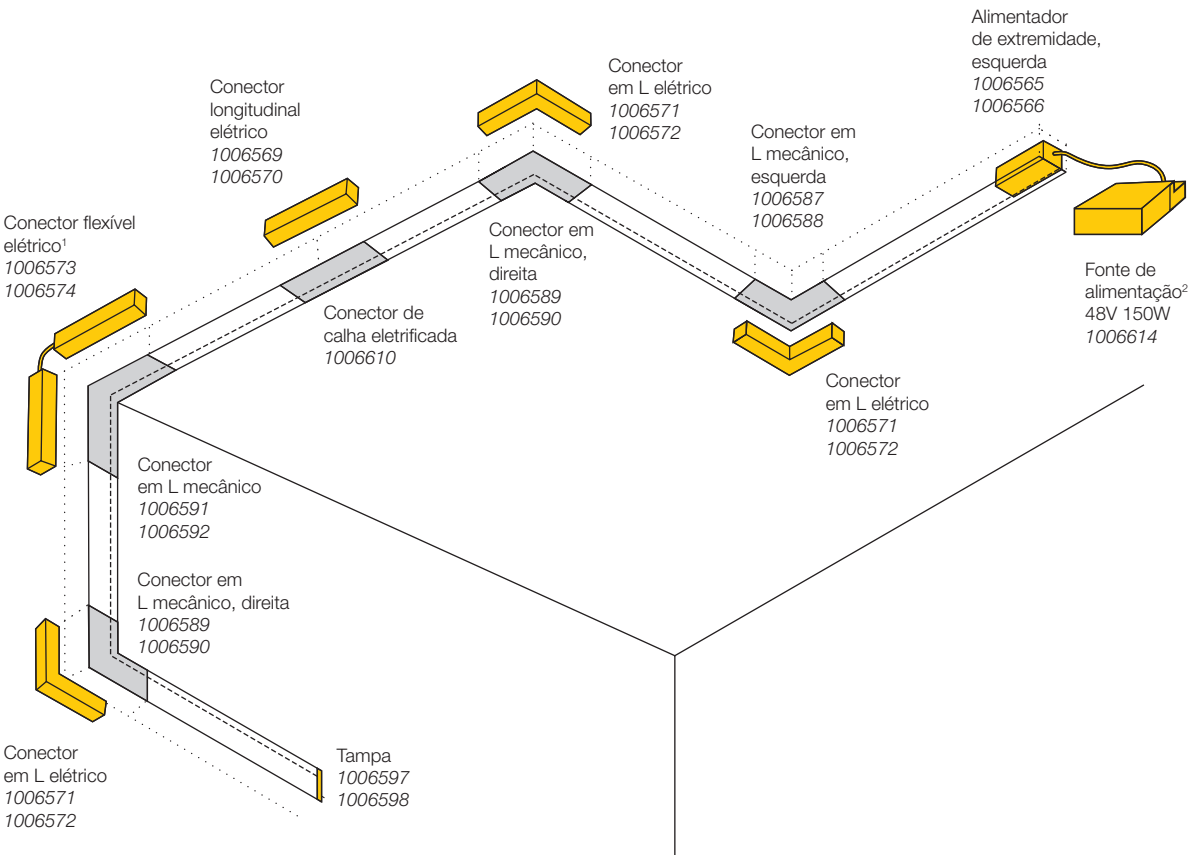 Alimentador
de extremidade,
esquerda
1006565
1006566
Conector
em L elétrico
1006571
1006572
Conector
longitudinal
elétrico
1006569
1006570
Conector em
L mecânico,
esquerda
1006587
1006588
Conector flexível
elétrico¹
1006573
1006574
Conector em
L mecânico,
direita
1006589
1006590
Fonte de
alimentação²
48V 150W
1006614
Conector de
calha eletrificada
1006610
Conector
em L elétrico
1006571
1006572
Conector
em L mecânico
1006591
1006592
Conector em
L mecânico, direita
1006589
1006590
Conector
em L elétrico
1006571
1006572
Tampa
1006597
1006598